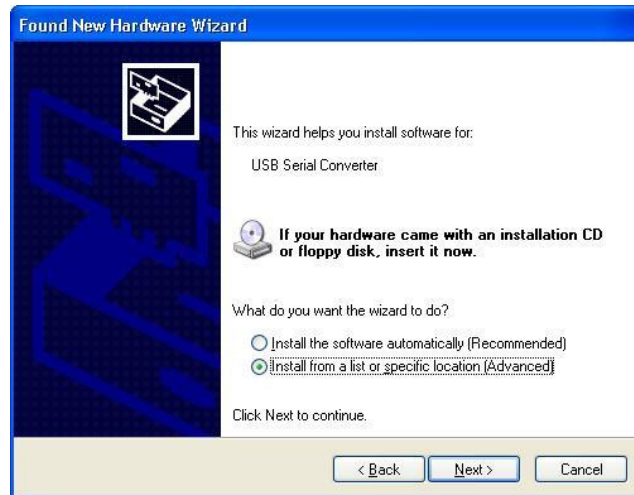 Found New Hardware Wizard
This wizard helps you install software for:
USB Serial Converter
If your hardware came with an installation CD
or floppy disk, insert it now.
What do you want the wizard to do?
Install the software automatically (Recommended)
Install from a list or specific location (Advanced)
Click Next to continue.
< Back Next > Cancel